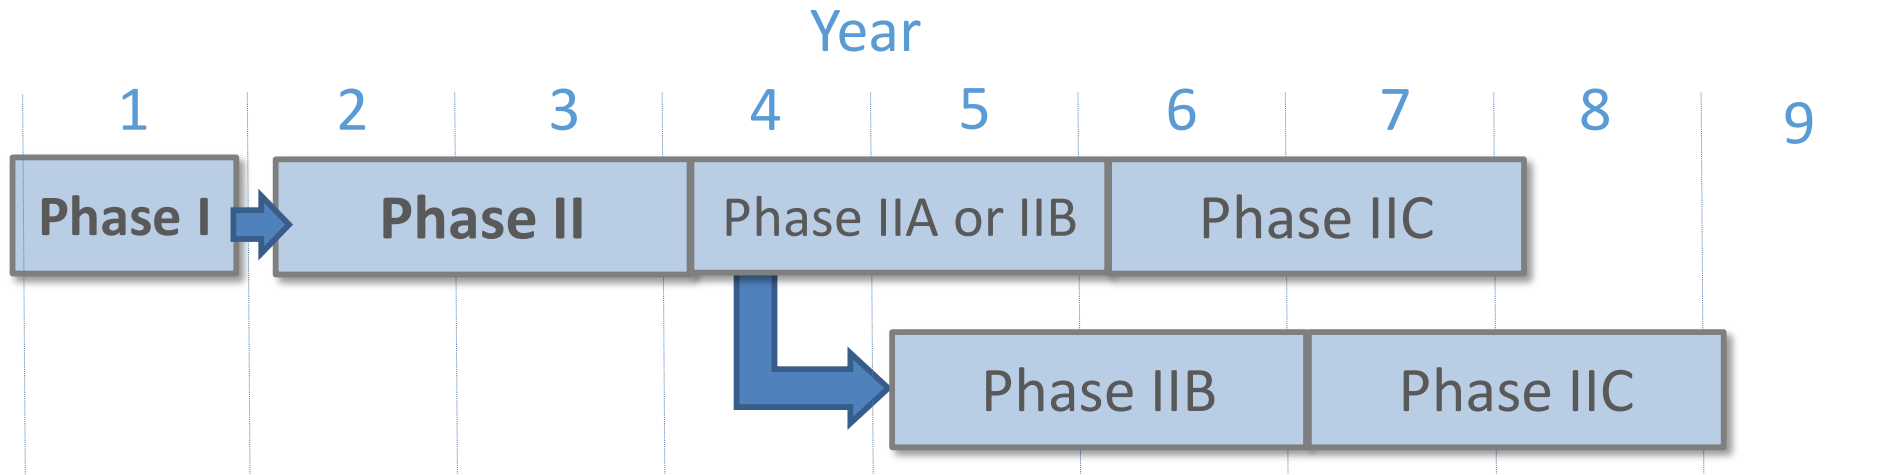 Year
1 2 3 4 5 6 7 8 9
Phase I Phase II Phase IIA or IIB Phase IIC
Phase IIB Phase IIC